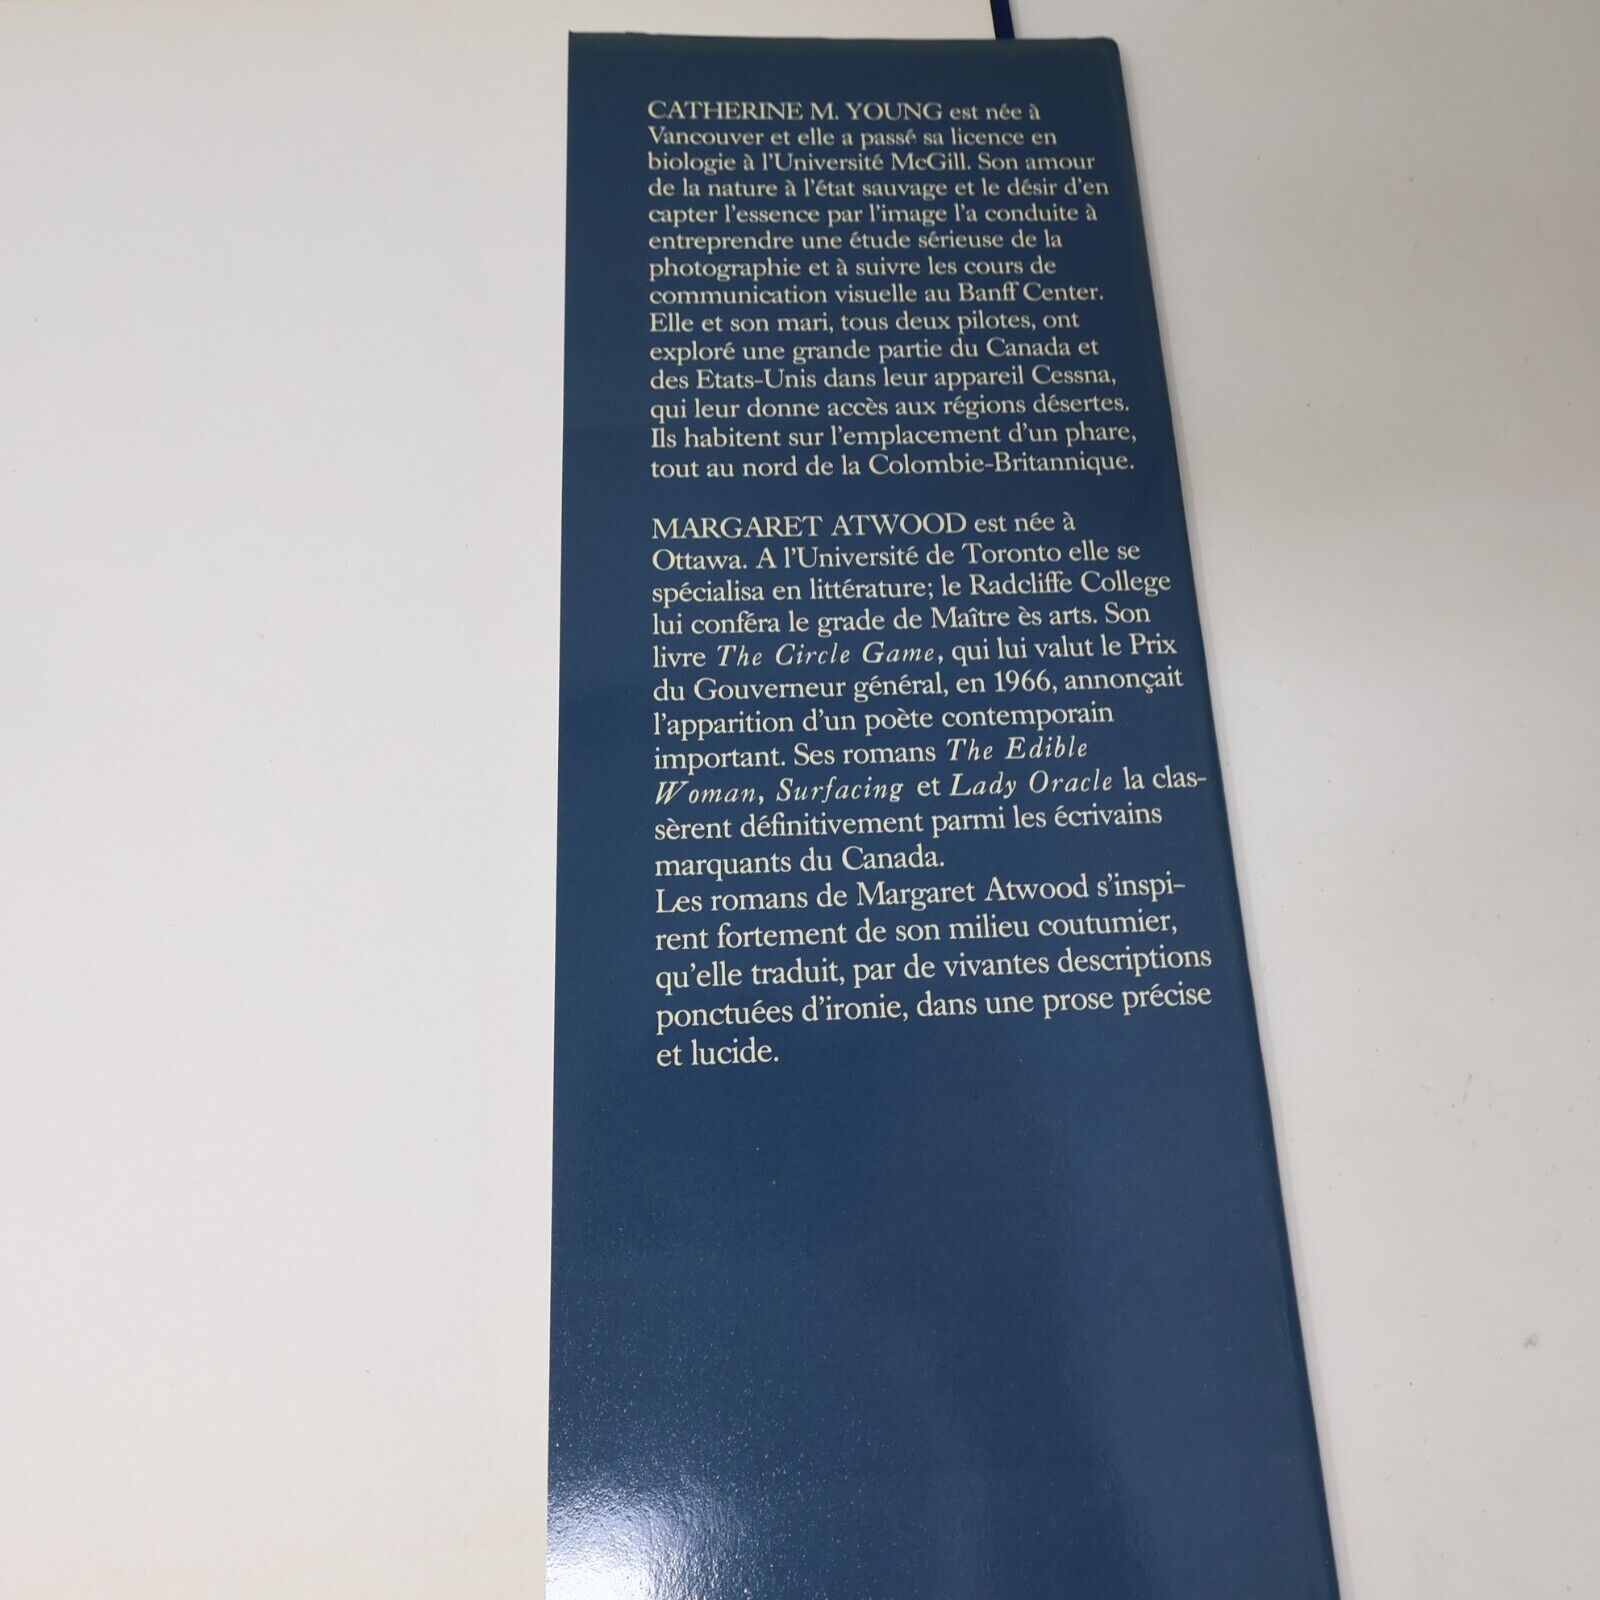 CATHERINE M. YOUNG est née à
Vancouver et elle a passé sa licence en
biologie à l'Université McGill. Son amour
de la nature à l'état sauvage et le désir d'en
capter l'essence par l'image l'a conduite à
entreprendre une étude sérieuse de la
photographie et à suivre les cours de
communication visuelle au Banff Center.
Elle et son mari, tous deux pilotes, ont
exploré une grande partie du Canada et
des Etats-Unis dans leur appareil Cessna,
qui leur donne accès aux régions désertes.
Ils habitent sur l'emplacement d'un phare,
tout au nord de la Colombie-Britannique.
MARGARET ATWOOD est née à
Ottawa. A l'Université de Toronto elle se
spécialisa en littérature; le Radcliffe College
lui conféra le grade de Maître ès arts. Son
livre The Circle Game, qui lui valut le Prix
du Gouverneur général, en 1966, annonçait
l'apparition d'un poète contemporain
important. Ses romans The Edible
Woman, Surfacing et Lady Oracle la clas-
sèrent définitivement parmi les écrivains
marquants du Canada.
Les romans de Margaret Atwood s'inspi-
rent fortement de son milieu coutumier,
qu'elle traduit, par de vivantes descriptions
ponctuées d'ironie, dans une prose précise
et lucide.